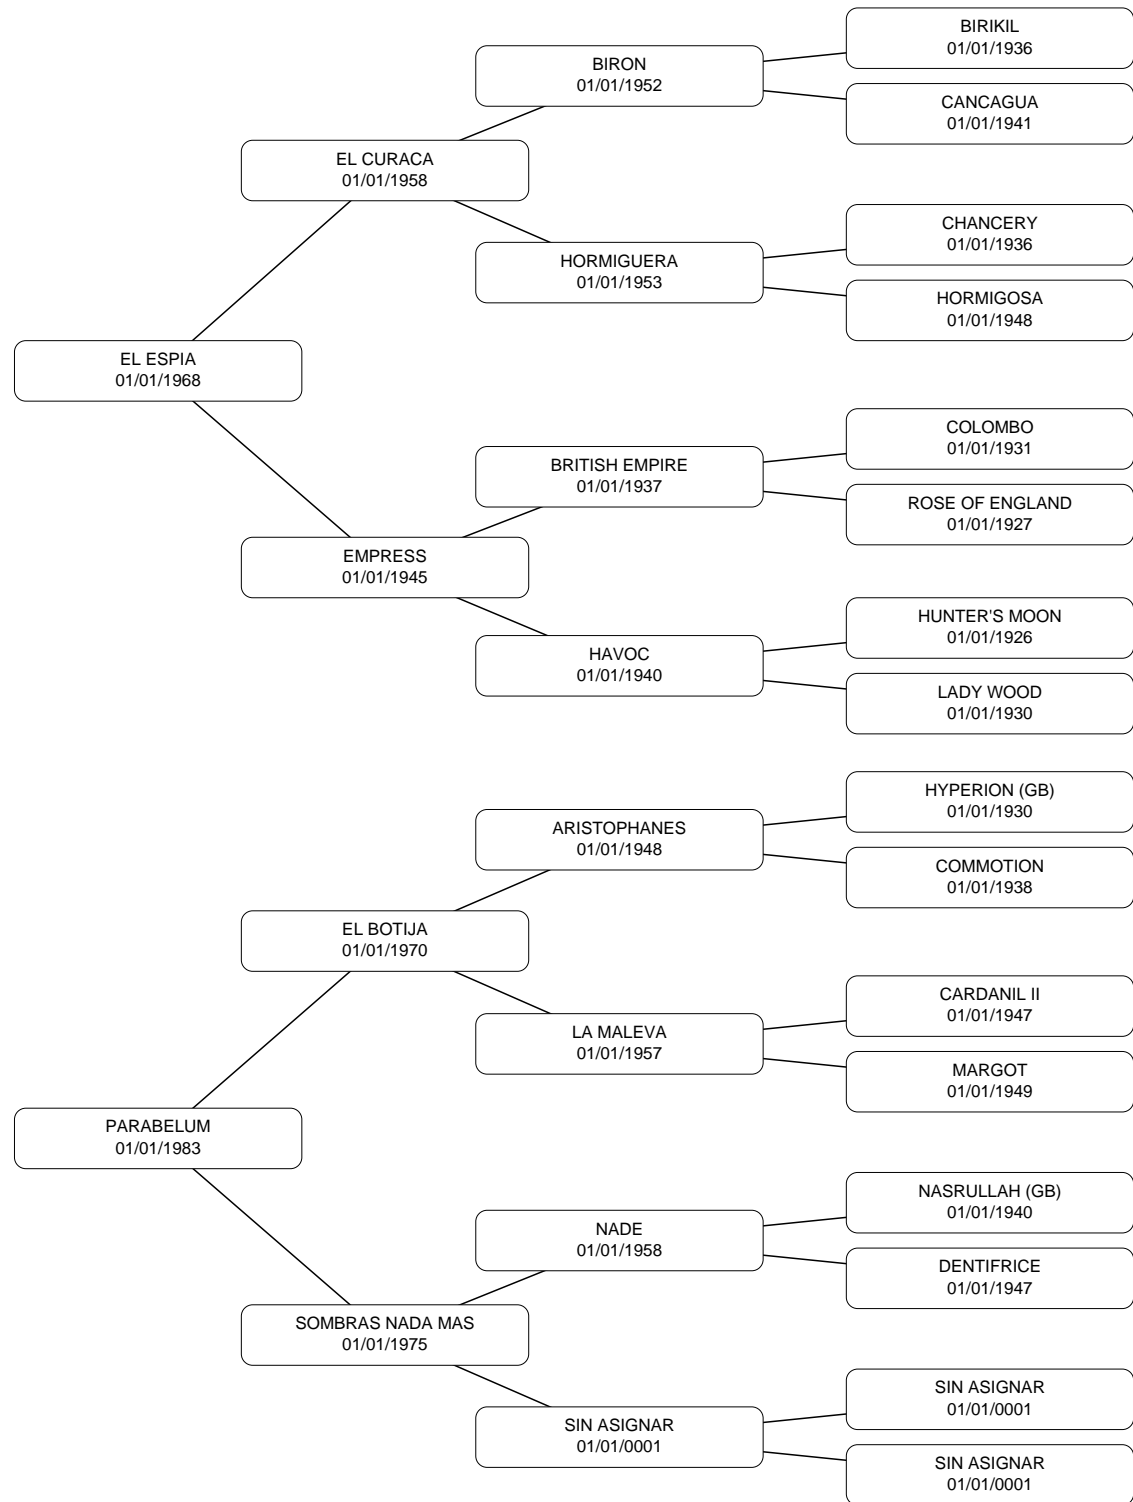 BIRIKIL
01/01/1936
BIRON
01/01/1952
CANCAGUA
01/01/1941
EL CURACA
01/01/1958
CHANCERY
01/01/1936
HORMIGUERA
01/01/1953
HORMIGOSA
01/01/1948
EL ESPIA
01/01/1968
COLOMBO
01/01/1931
BRITISH EMPIRE
01/01/1937
ROSE OF ENGLAND
01/01/1927
EMPRESS
01/01/1945
HUNTER'S MOON
01/01/1926
HAVOC
01/01/1940
LADY WOOD
01/01/1930
HYPERION (GB)
01/01/1930
ARISTOPHANES
01/01/1948
COMMOTION
01/01/1938
EL BOTIJA
01/01/1970
CARDANIL II
01/01/1947
LA MALEVA
01/01/1957
MARGOT
01/01/1949
PARABELUM
01/01/1983
NASRULLAH (GB)
01/01/1940
NADE
01/01/1958
DENTIFRICE
01/01/1947
SOMBRAS NADA MAS
01/01/1975
SIN ASIGNAR
01/01/0001
SIN ASIGNAR
01/01/0001
SIN ASIGNAR
01/01/0001